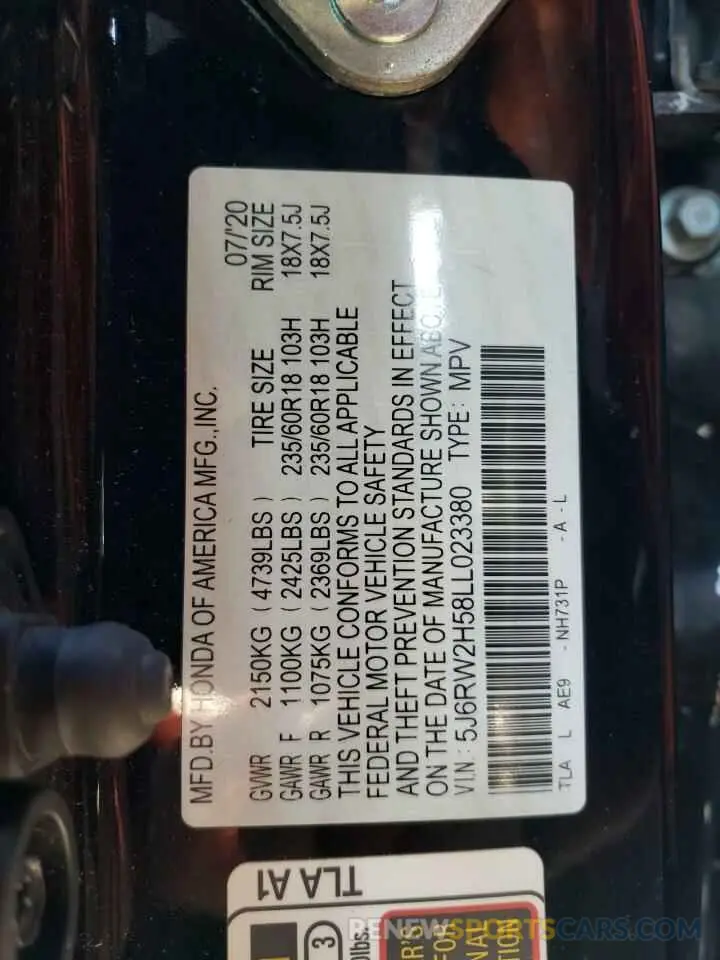 MFD.BY HONDA OF AMERICA MFG.,INC. 07/'20
GVWR 2150KG (4739LBS) TIRE SIZE RIM SIZE
GAWR F 1100KG (2425LBS) 235/60R18 103H 18X7.5J
GAWR R 1075KG (2369LBS) 235/60R18 103H 18X7.5J
THIS VEHICLE CONFORMS TO ALL APPLICABLE
FEDERAL MOTOR VEHICLE SAFETY
AND THEFT PREVENTION STANDARDS IN EFFECT
ON THE DATE OF MANUFACTURE SHOWN
V.I.N.: 5J6RW2H58LL023380 TYPE: MPV
TLA L AE9 - NH731P - A - L
TLA A1
3
lbs.
FOR
RENEWSPORTSCARS.COM